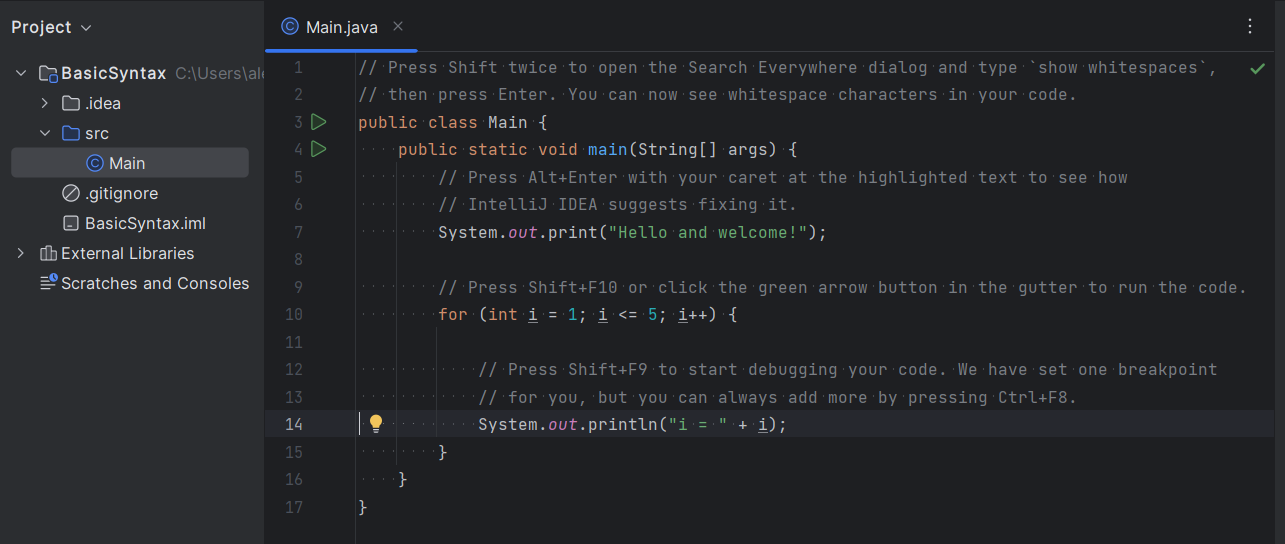 Project
Main.java
BasicSyntax C:\Users\ale
.idea
src
Main
.gitignore
BasicSyntax.iml
External Libraries
Scratches and Consoles
1 // Press Shift twice to open the Search Everywhere dialog and type `show whitespaces`,
2 // then press Enter. You can now see whitespace characters in your code.
3 public class Main {
4 public static void main(String[] args) {
5 // Press Alt+Enter with your caret at the highlighted text to see how
6 // IntelliJ IDEA suggests fixing it.
7 System.out.print("Hello and welcome!");
8
9 // Press Shift+F10 or click the green arrow button in the gutter to run the code.
10 for (int i = 1; i <= 5; i++) {
11
12 // Press Shift+F9 to start debugging your code. We have set one breakpoint
13 // for you, but you can always add more by pressing Ctrl+F8.
14 System.out.println("i = " + i);
15 }
16 }
17 }